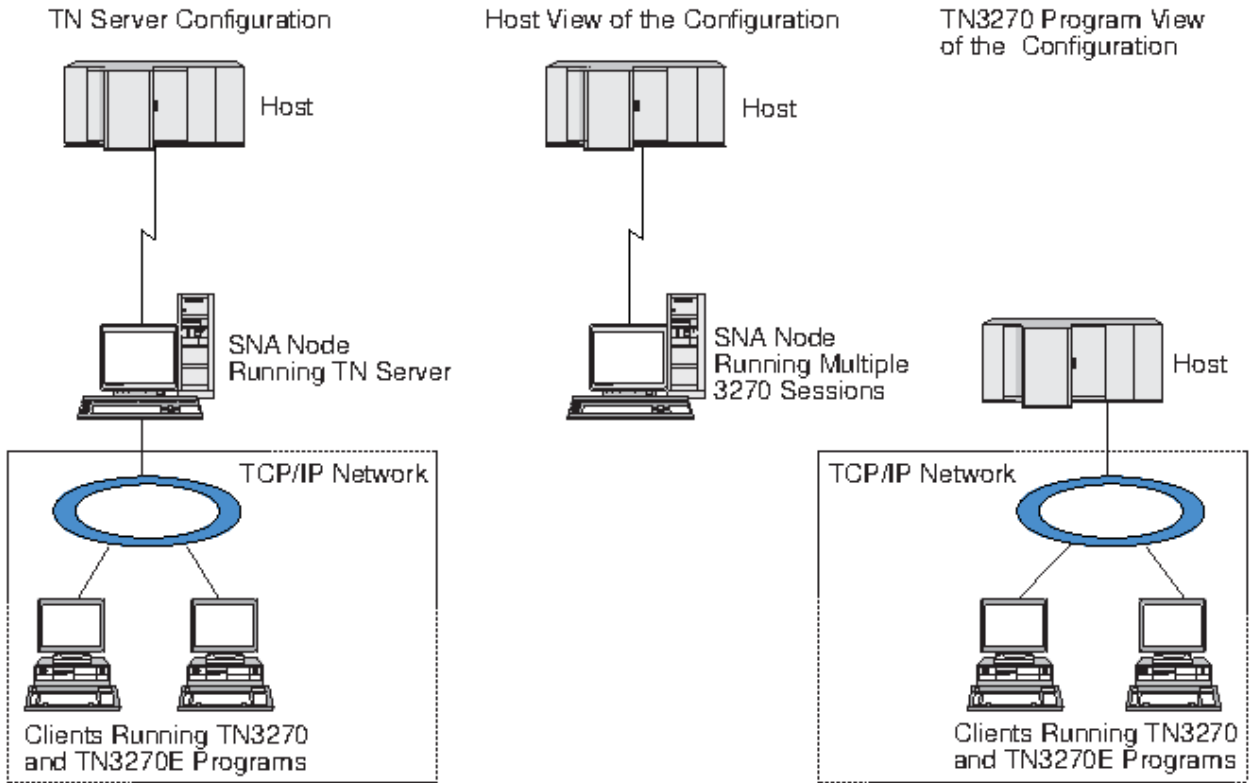 TN Server Configuration
Host
SNA Node
Running TN Server
TCP/IP Network
Clients Running TN3270
and TN3270E Programs
Host View of the Configuration
Host
SNA Node
Running Multiple
3270 Sessions
TN3270 Program View
of the Configuration
Host
TCP/IP Network
Clients Running TN3270
and TN3270E Programs